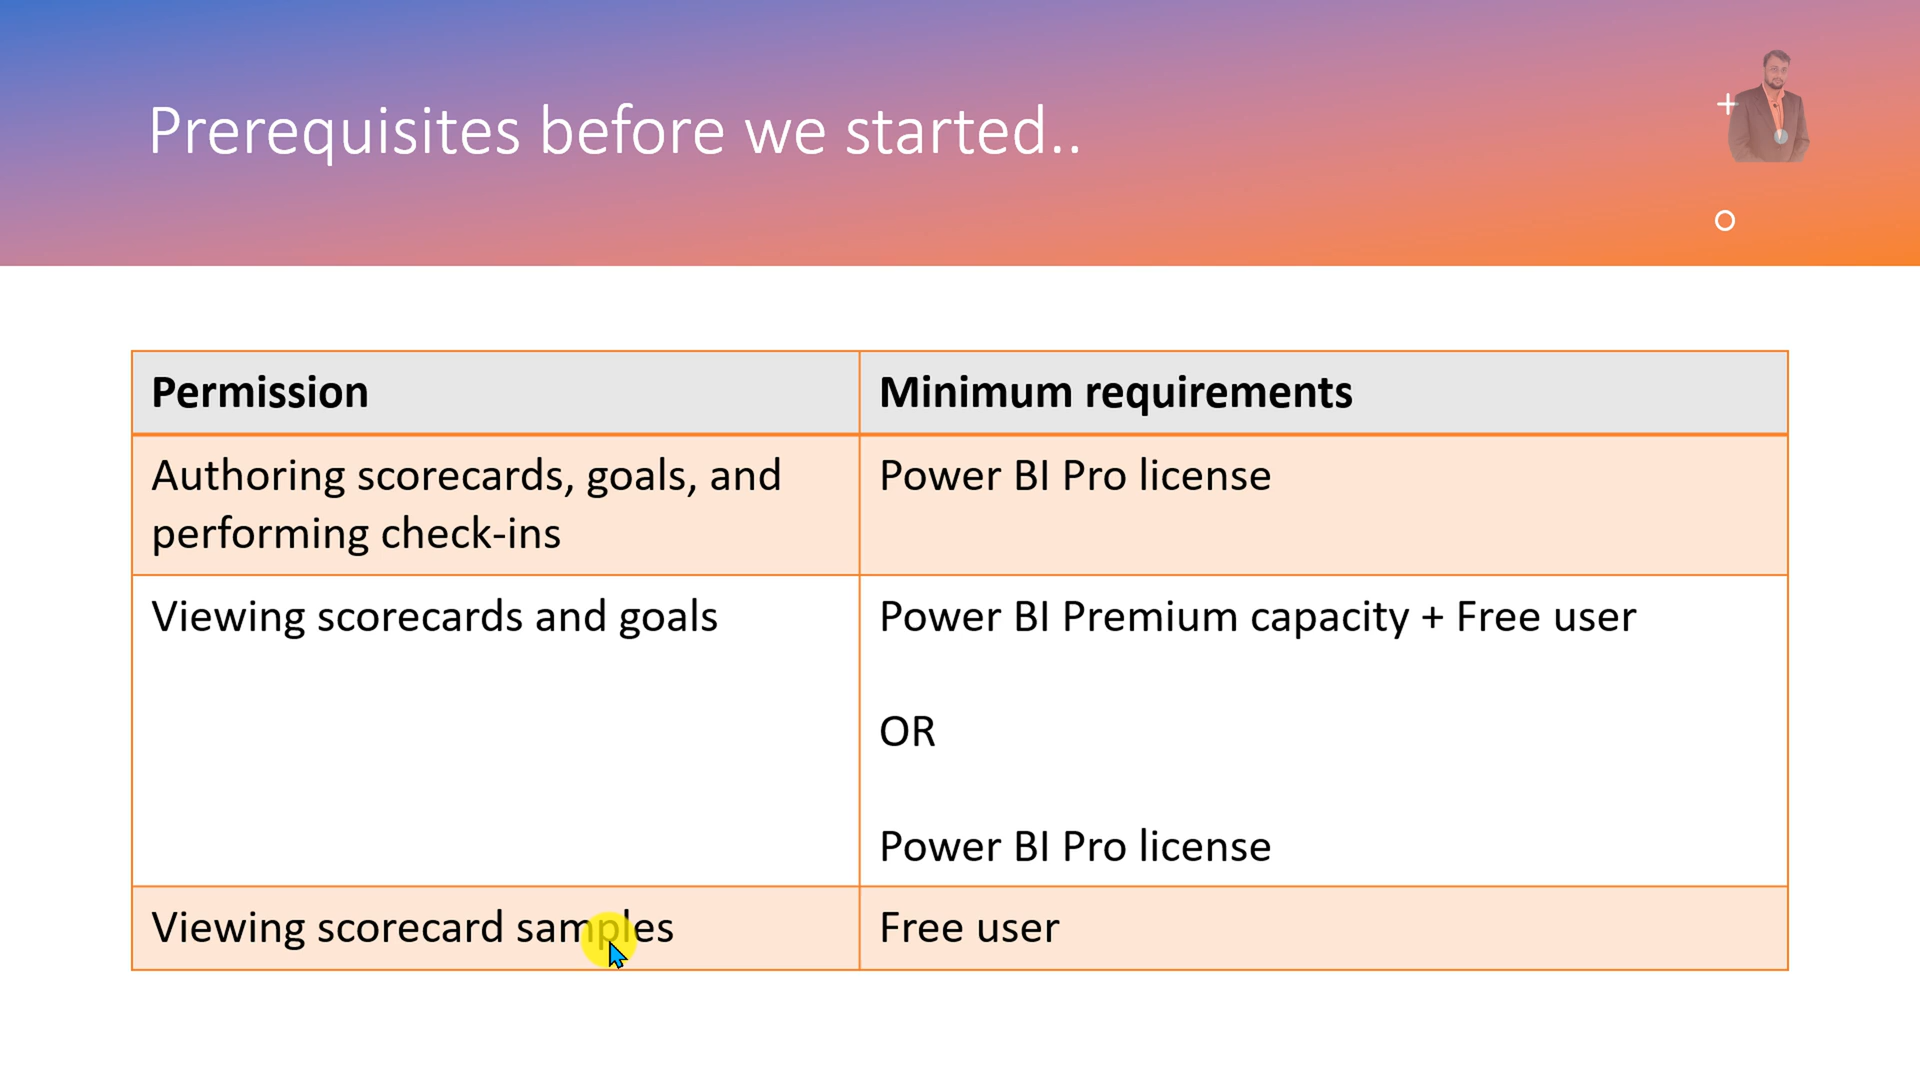 Prerequisites before we started..
Permission
Minimum requirements
Authoring scorecards, goals, and
performing check-ins
Power BI Pro license
Viewing scorecards and goals
Power BI Premium capacity + Free user
OR
Power BI Pro license
Viewing scorecard samples
Free user